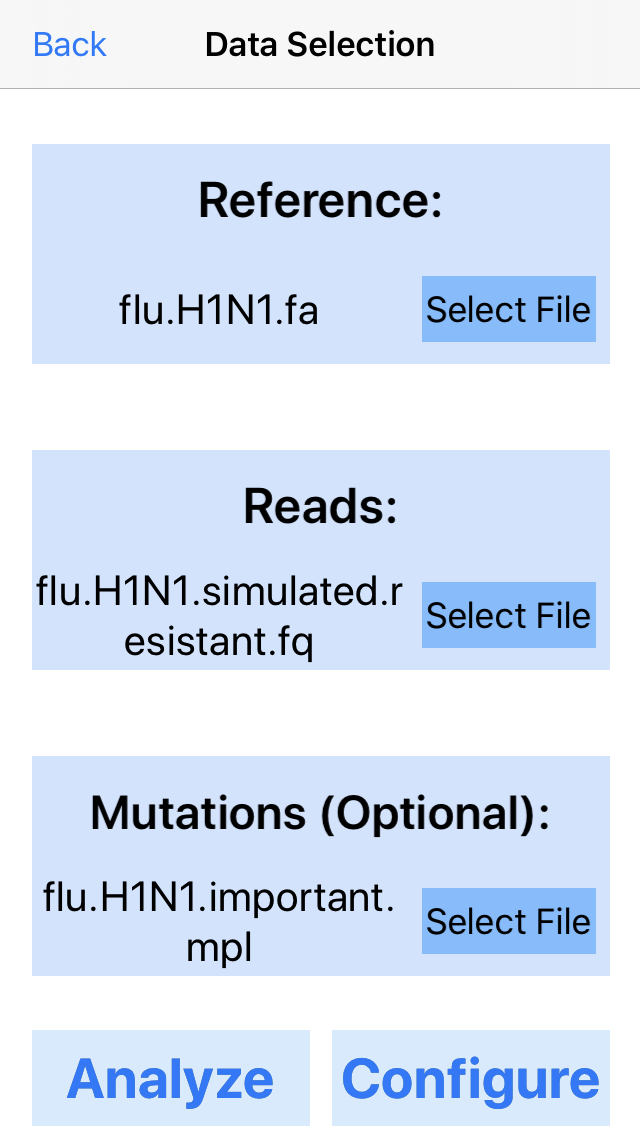 Back
Data Selection
Reference:
flu.H1N1.fa
Select File
Reads:
flu.H1N1.simulated.r
esistant.fq
Select File
Mutations (Optional):
flu.H1N1.important.
mpl
Select File
Analyze
Configure